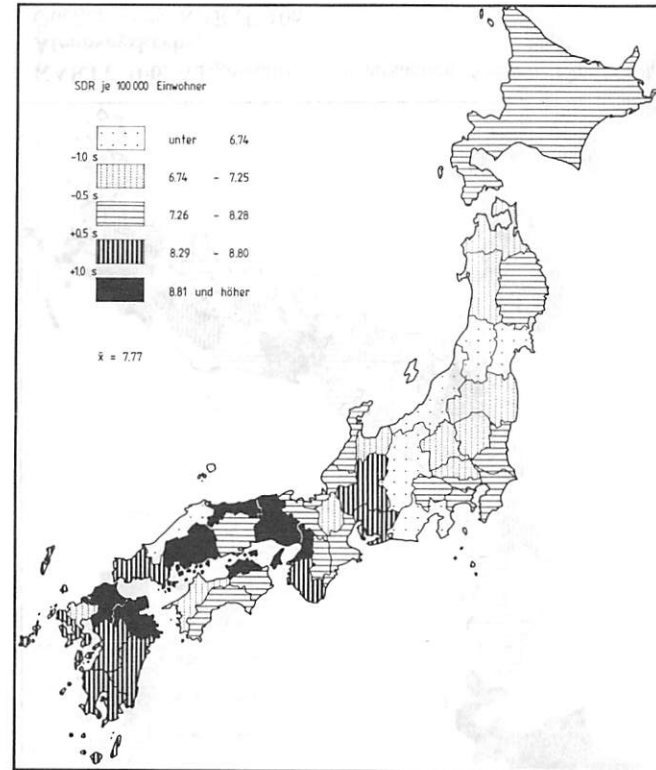 SDR je 100 000 Einwohner
unter 6.74
-1.0 s
6.74 - 7.25
-0.5 s
7.26 - 8.28
+0.5 s
8.29 - 8.80
+1.0 s
8.81 und höher
x̄ = 7.77